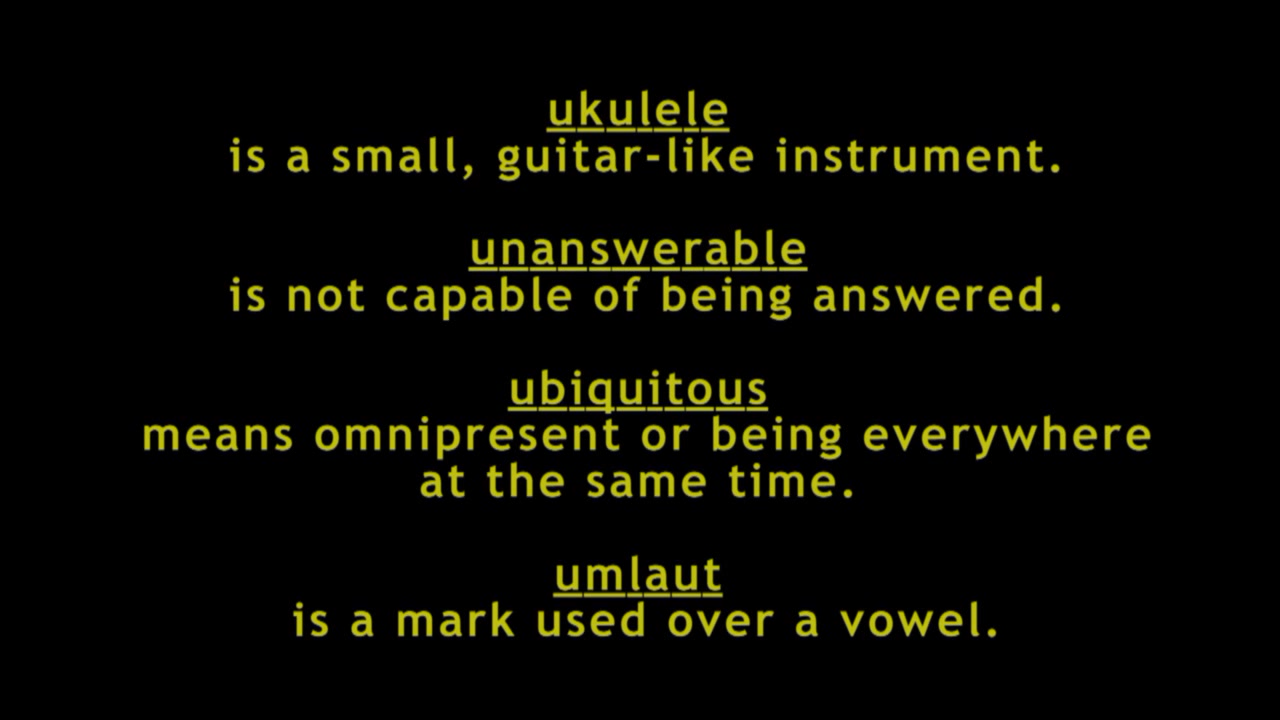 ukulele
is a small, guitar-like instrument.
unanswerable
is not capable of being answered.
ubiquitous
means omnipresent or being everywhere
at the same time.
umlaut
is a mark used over a vowel.